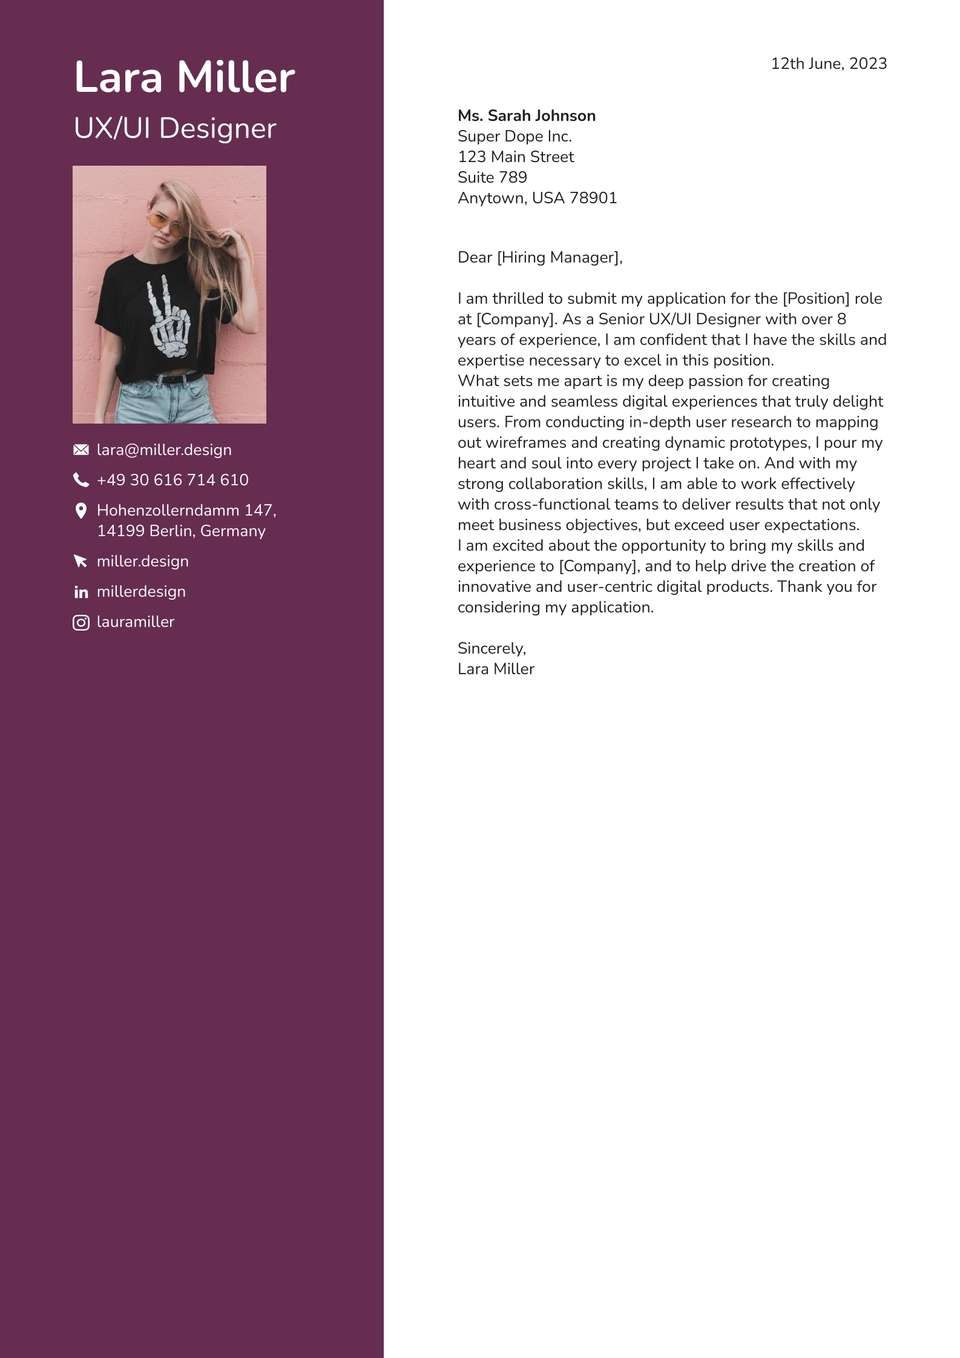 Lara Miller
UX/UI Designer
lara@miller.design
+49 30 616 714 610
Hohenzollerndamm 147,
14199 Berlin, Germany
miller.design
millerdesign
lauramiller
12th June, 2023
Ms. Sarah Johnson
Super Dope Inc.
123 Main Street
Suite 789
Anytown, USA 78901
Dear [Hiring Manager],
I am thrilled to submit my application for the [Position] role
at [Company]. As a Senior UX/UI Designer with over 8
years of experience, I am confident that I have the skills and
expertise necessary to excel in this position.
What sets me apart is my deep passion for creating
intuitive and seamless digital experiences that truly delight
users. From conducting in-depth user research to mapping
out wireframes and creating dynamic prototypes, I pour my
heart and soul into every project I take on. And with my
strong collaboration skills, I am able to work effectively
with cross-functional teams to deliver results that not only
meet business objectives, but exceed user expectations.
I am excited about the opportunity to bring my skills and
experience to [Company], and to help drive the creation of
innovative and user-centric digital products. Thank you for
considering my application.
Sincerely,
Lara Miller